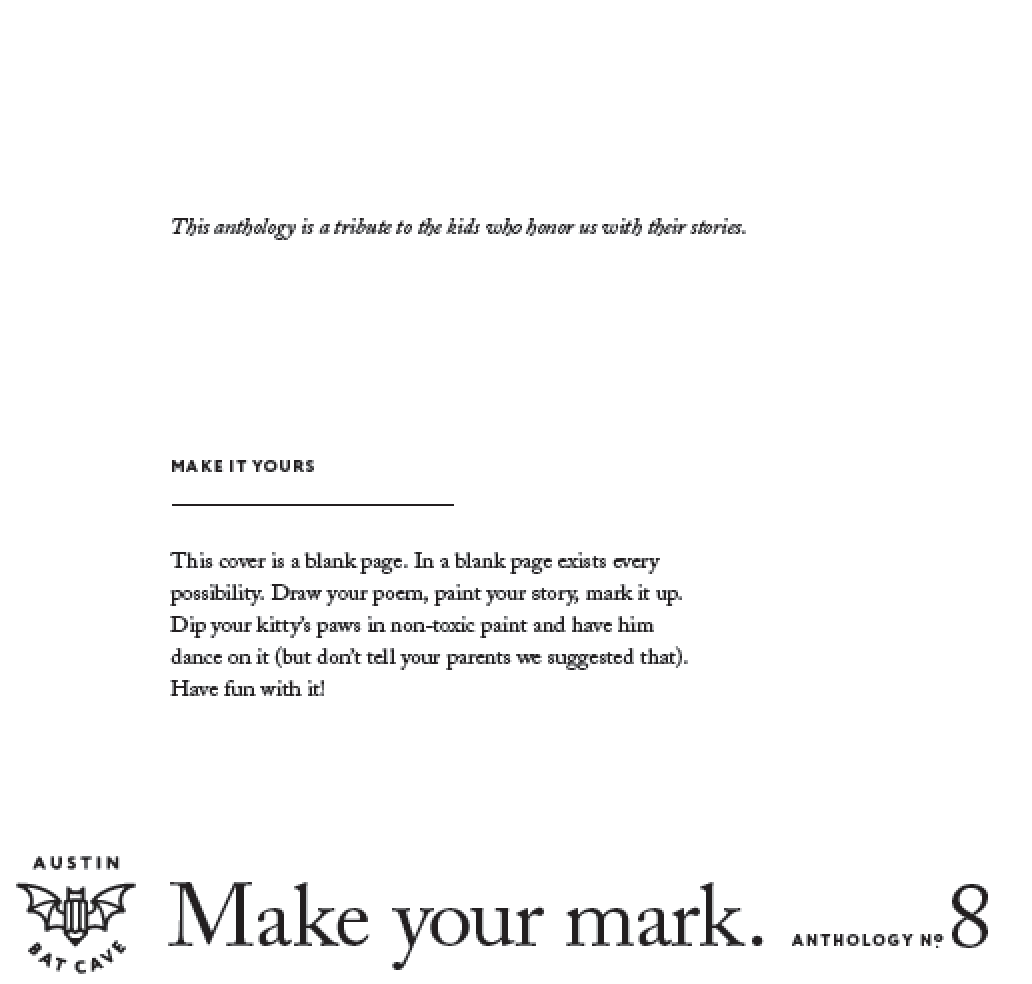 This anthology is a tribute to the kids who honor us with their stories.
MAKE IT YOURS
This cover is a blank page. In a blank page exists every
possibility. Draw your poem, paint your story, mark it up.
Dip your kitty’s paws in non-toxic paint and have him
dance on it (but don’t tell your parents we suggested that).
Have fun with it!
AUSTIN
BAT CAVE
Make your mark. ANTHOLOGY Nº 8